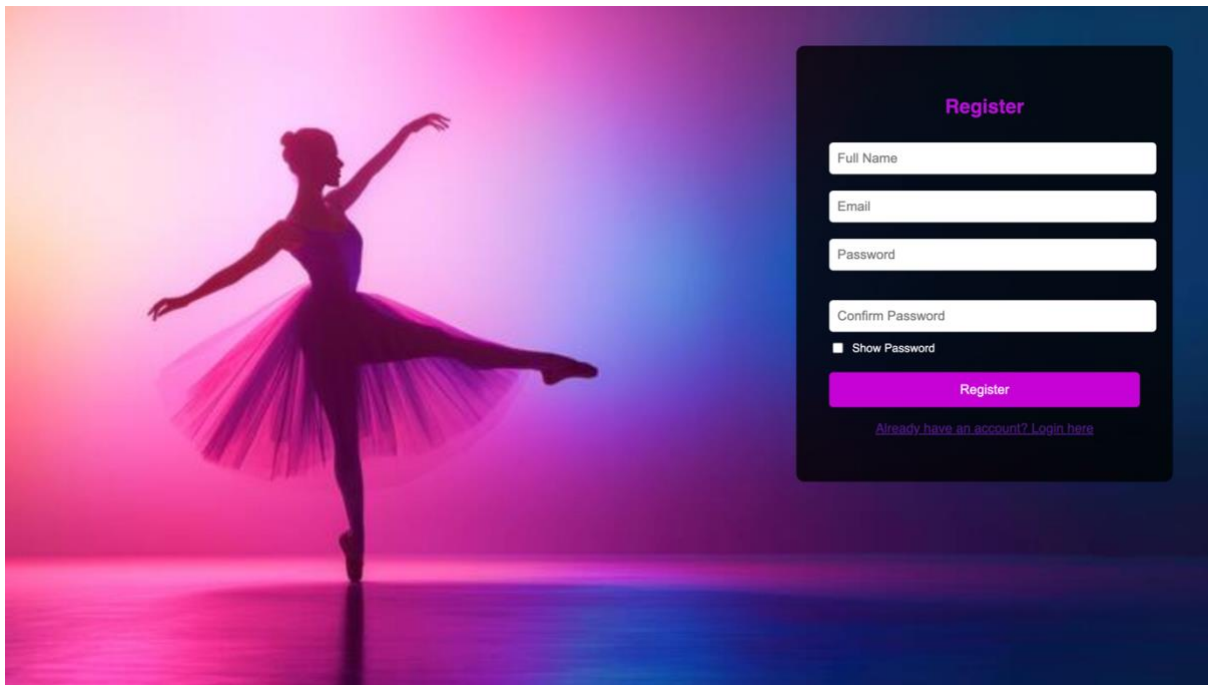 Register
Full Name
Email
Password
Confirm Password
Show Password
Register
Already have an account? Login here